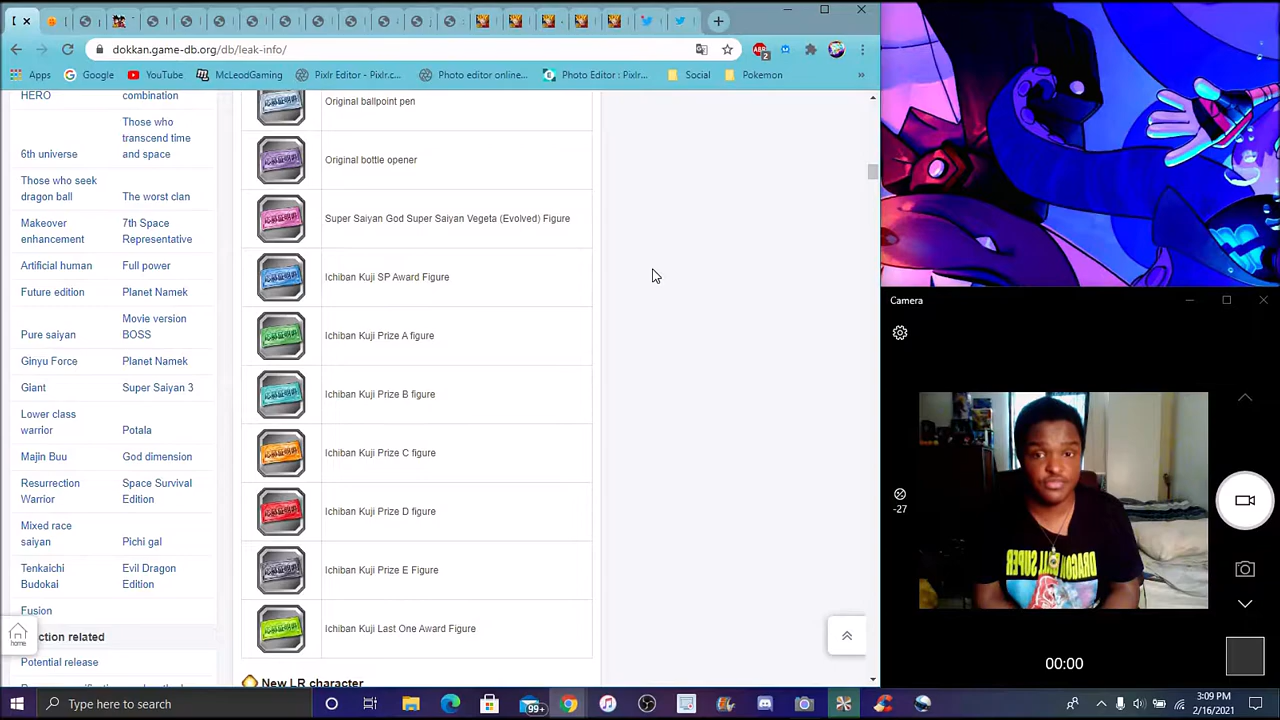 dokkan.game-db.org/db/leak-info/
ABP
2
Apps
Google
YouTube
McLeodGaming
Pixlr Editor - Pixlr.c...
Photo editor online...
Photo Editor : Pixlr...
Social
Pokemon
»
HERO
combination
Those who
transcend time
and space
6th universe
Those who seek
dragon ball
The worst clan
Makeover
enhancement
7th Space
Representative
Artificial human
Full power
Future edition
Planet Namek
Pure saiyan
Movie version
BOSS
Ginyu Force
Planet Namek
Giant
Super Saiyan 3
Lower class
warrior
Potala
Majin Buu
God dimension
Resurrection
Warrior
Space Survival
Edition
Mixed race
saiyan
Pichi gal
Tenkaichi
Budokai
Evil Dragon
Edition
Fusion
ction related
Potential release
home
Original ballpoint pen
Original bottle opener
Super Saiyan God Super Saiyan Vegeta (Evolved) Figure
Ichiban Kuji SP Award Figure
Ichiban Kuji Prize A figure
Ichiban Kuji Prize B figure
Ichiban Kuji Prize C figure
Ichiban Kuji Prize D figure
Ichiban Kuji Prize E Figure
Ichiban Kuji Last One Award Figure
New LR character
Camera
-27
DRAGON BALL SUPER
00:00
Type here to search
99+
3:09 PM
2/16/2021